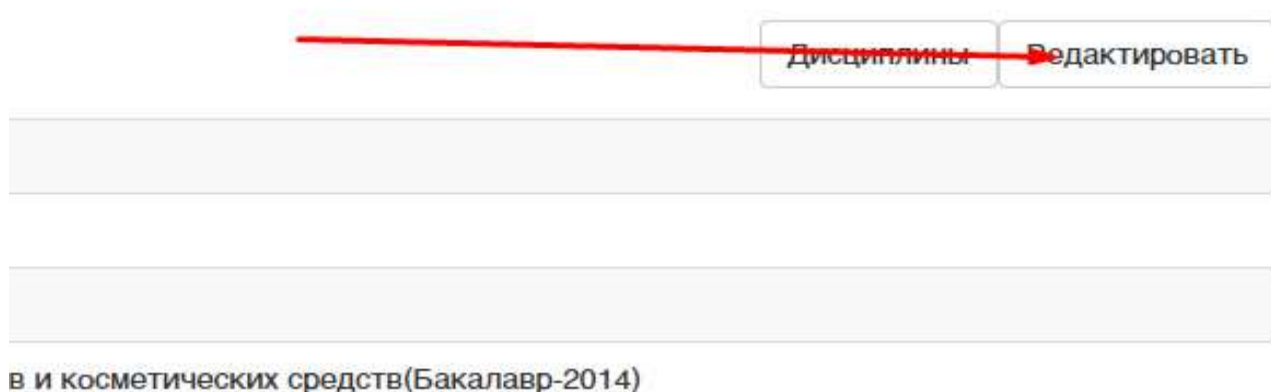 Дисциплины Редактировать
в и косметических средств(Бакалавр-2014)